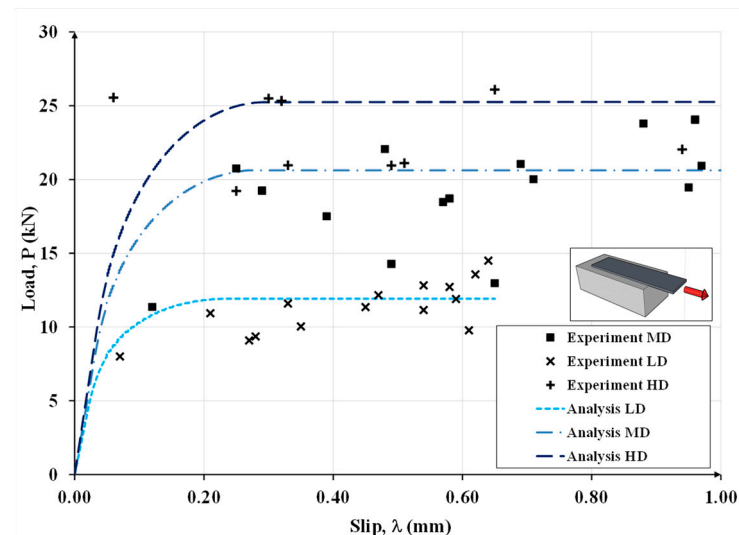 30
25
20
15
10
5
0
Load, P (kN)
0.00 0.20 0.40 0.60 0.80 1.00
Slip, λ (mm)
Experiment MD
Experiment LD
Experiment HD
Analysis LD
Analysis MD
Analysis HD